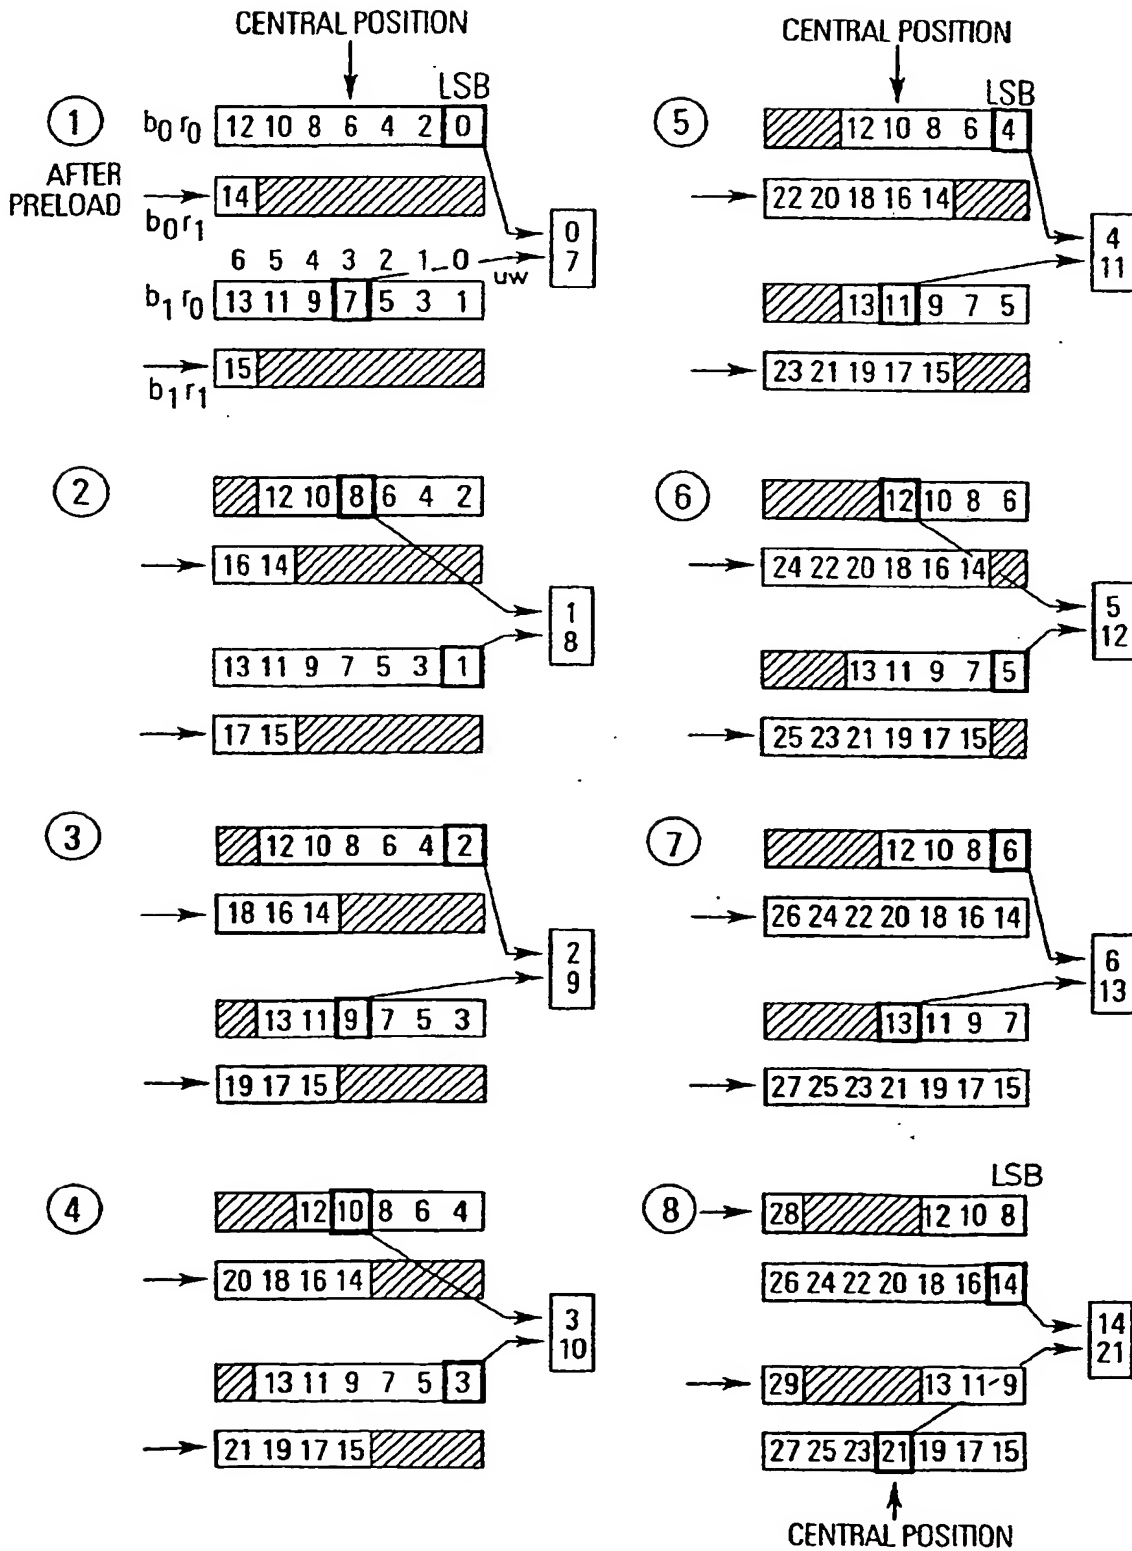 CENTRAL POSITION
LSB
1
b0 r0 12 10 8 6 4 2 0
AFTER
PRELOAD
14
b0 r1
0
7
6 5 4 3 2 1 0
uw
b1 r0 13 11 9 7 5 3 1
15
b1 r1
2
12 10 8 6 4 2
16 14
1
8
13 11 9 7 5 3 1
17 15
3
12 10 8 6 4 2
18 16 14
2
9
13 11 9 7 5 3
19 17 15
4
12 10 8 6 4
20 18 16 14
3
10
13 11 9 7 5 3
21 19 17 15
CENTRAL POSITION
LSB
5
12 10 8 6 4
22 20 18 16 14
4
11
13 11 9 7 5
23 21 19 17 15
6
12 10 8 6
24 22 20 18 16 14
5
12
13 11 9 7 5
25 23 21 19 17 15
7
12 10 8 6
26 24 22 20 18 16 14
6
13
13 11 9 7
27 25 23 21 19 17 15
LSB
8
28 12 10 8
26 24 22 20 18 16 14
14
21
29 13 11 9
27 25 23 21 19 17 15
CENTRAL POSITION